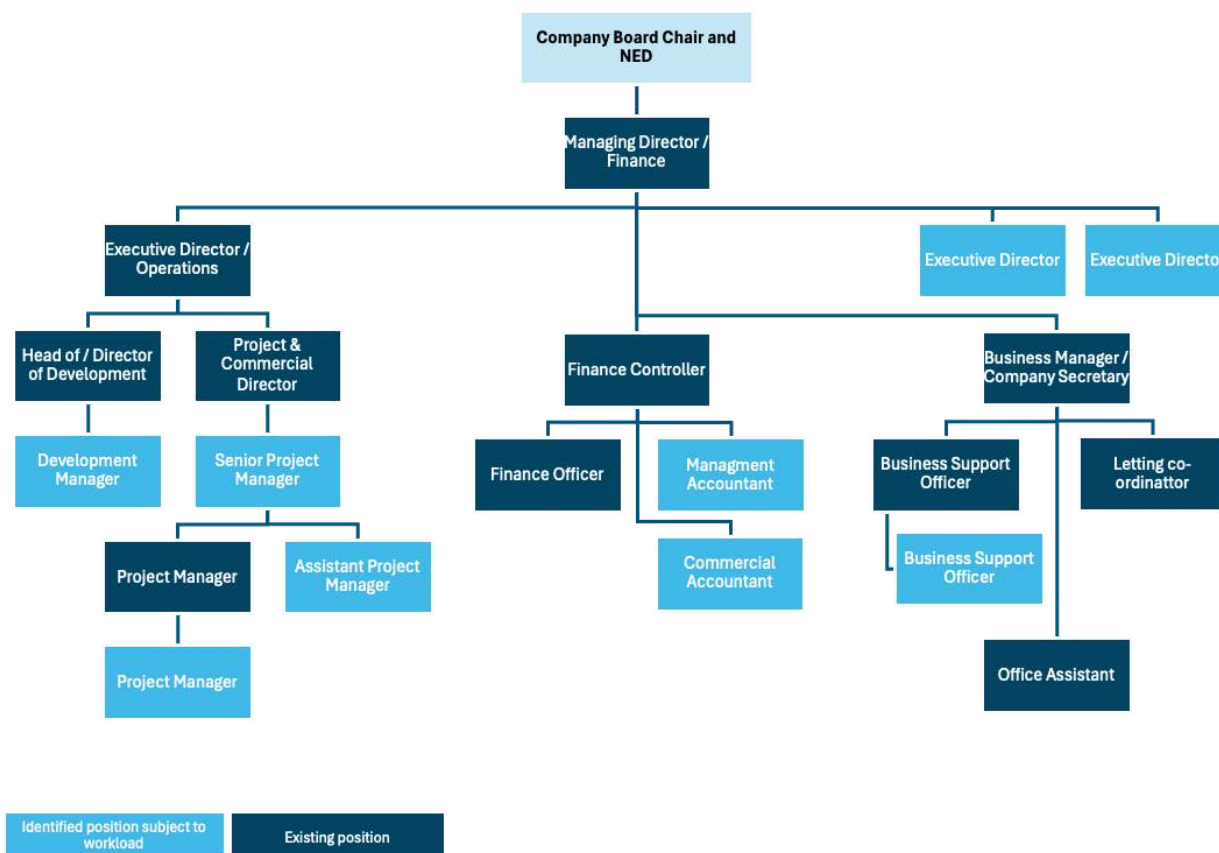 Company Board Chair and
NED
Managing Director /
Finance
Executive Director /
Operations
Executive Director
Executive Directo
Head of / Director
of Development
Project &
Commercial
Director
Finance Controller
Business Manager /
Company Secretary
Development
Manager
Senior Project
Manager
Finance Officer
Managment
Accountant
Business Support
Officer
Letting co-
ordinattor
Project Manager
Assistant Project
Manager
Commercial
Accountant
Business Support
Officer
Project Manager
Office Assistant
Identified position subject to
workload
Existing position